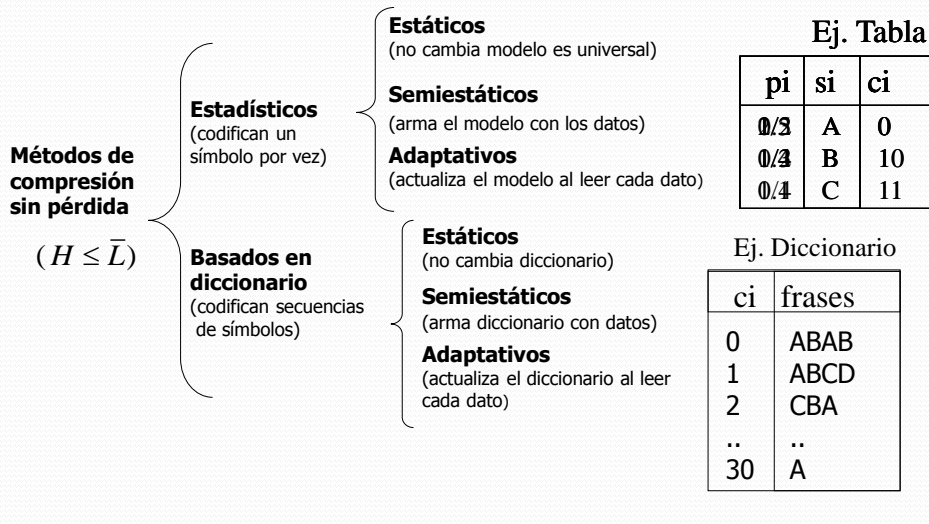 Métodos de
compresión
sin pérdida
( H ≤ L̅ )
Estadísticos
(codifican un
símbolo por vez)
Estáticos
(no cambia modelo es universal)
Semiestáticos
(arma el modelo con los datos)
Adaptativos
(actualiza el modelo al leer cada dato)
Basados en
diccionario
(codifican secuencias
de símbolos)
Estáticos
(no cambia diccionario)
Semiestáticos
(arma diccionario con datos)
Adaptativos
(actualiza el diccionario al leer
cada dato)
Ej. Tabla
pi si ci
A 0
B 10
C 11
Ej. Diccionario
ci frases
0 ABAB
1 ABCD
2 CBA
.. ..
30 A